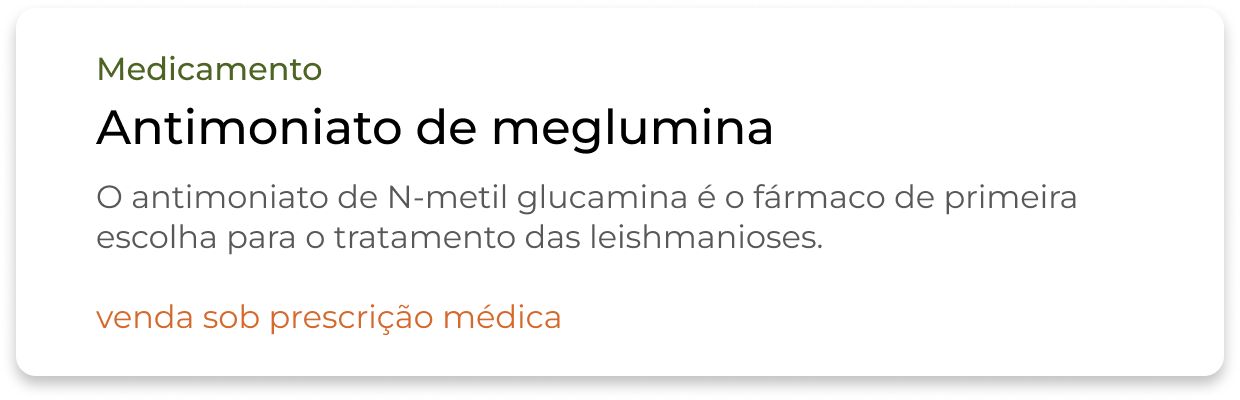 Medicamento
Antimoniato de meglumina
O antimoniato de N-metil glucamina é o fármaco de primeira
escolha para o tratamento das leishmanioses.
venda sob prescrição médica